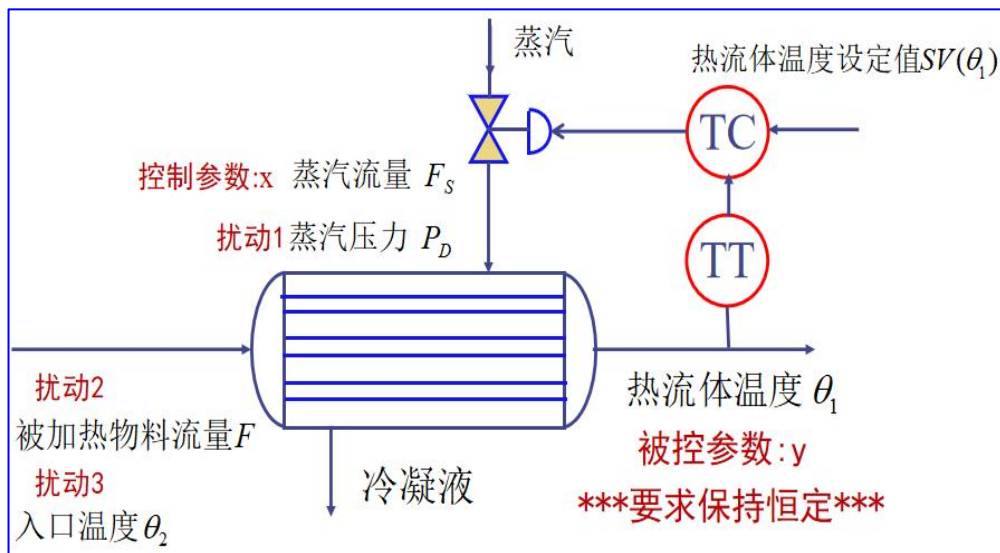 蒸汽
热流体温度设定值SV(θ₁)
TC
控制参数:x 蒸汽流量 F_S
扰动1 蒸汽压力 P_D
TT
扰动2
被加热物料流量F
扰动3
入口温度θ₂
冷凝液
热流体温度 θ₁
被控参数:y
***要求保持恒定***